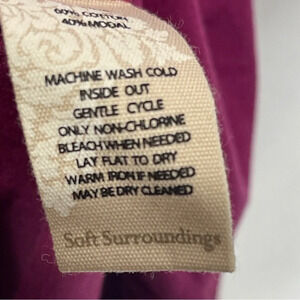 60% COTTON
40% MODAL
MACHINE WASH COLD
INSIDE OUT
GENTLE CYCLE
ONLY NON-CHLORINE
BLEACH WHEN NEEDED
LAY FLAT TO DRY
WARM IRON IF NEEDED
MAY BE DRY CLEANED
Soft Surroundings